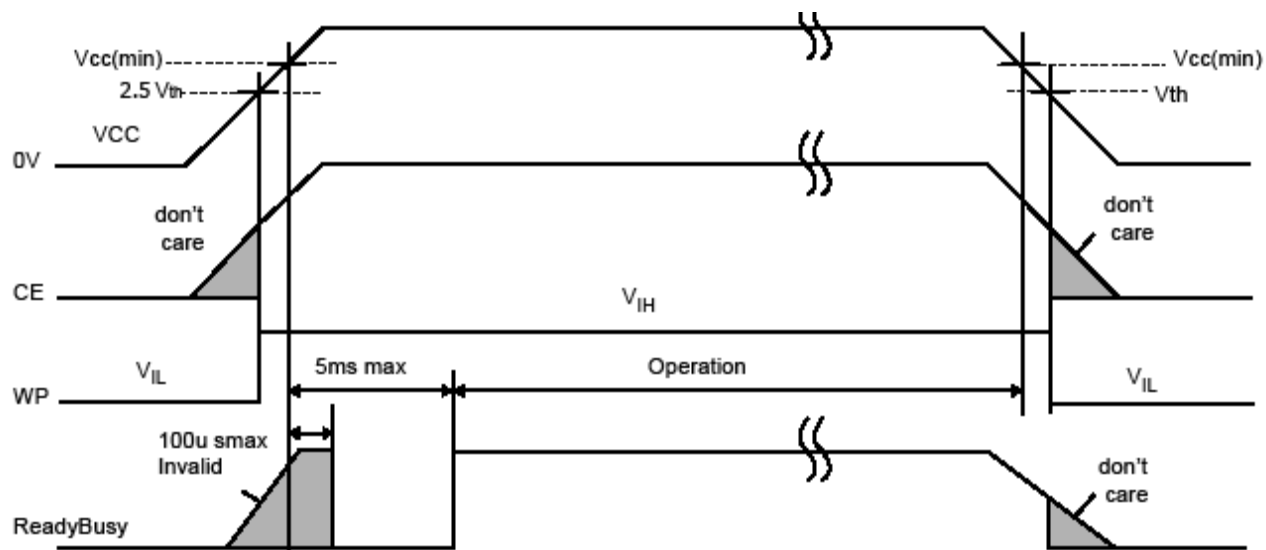 Vcc(min)
Vcc(min)
2.5 Vth
Vth
VCC
0V
don't
care
don't
care
CE
VIH
5ms max
Operation
VIL
VIL
WP
100u smax
Invalid
don't
care
ReadyBusy